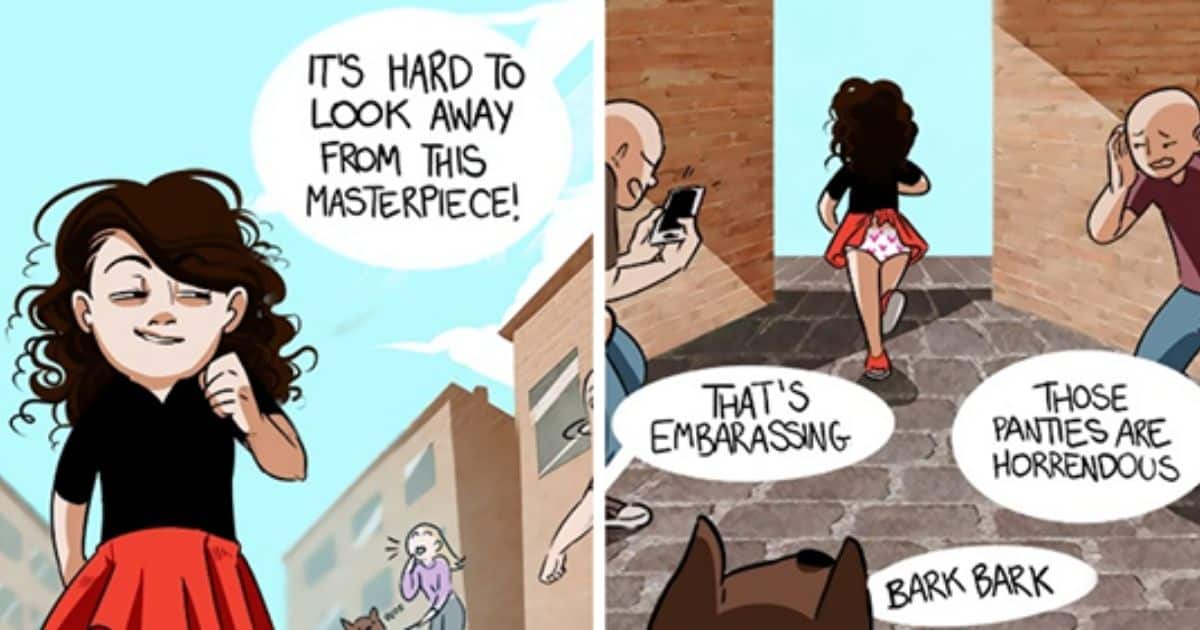 IT'S HARD TO
LOOK AWAY
FROM THIS
MASTERPIECE!
THAT'S
EMBARASSING
THOSE
PANTIES ARE
HORRENDOUS
BARK BARK